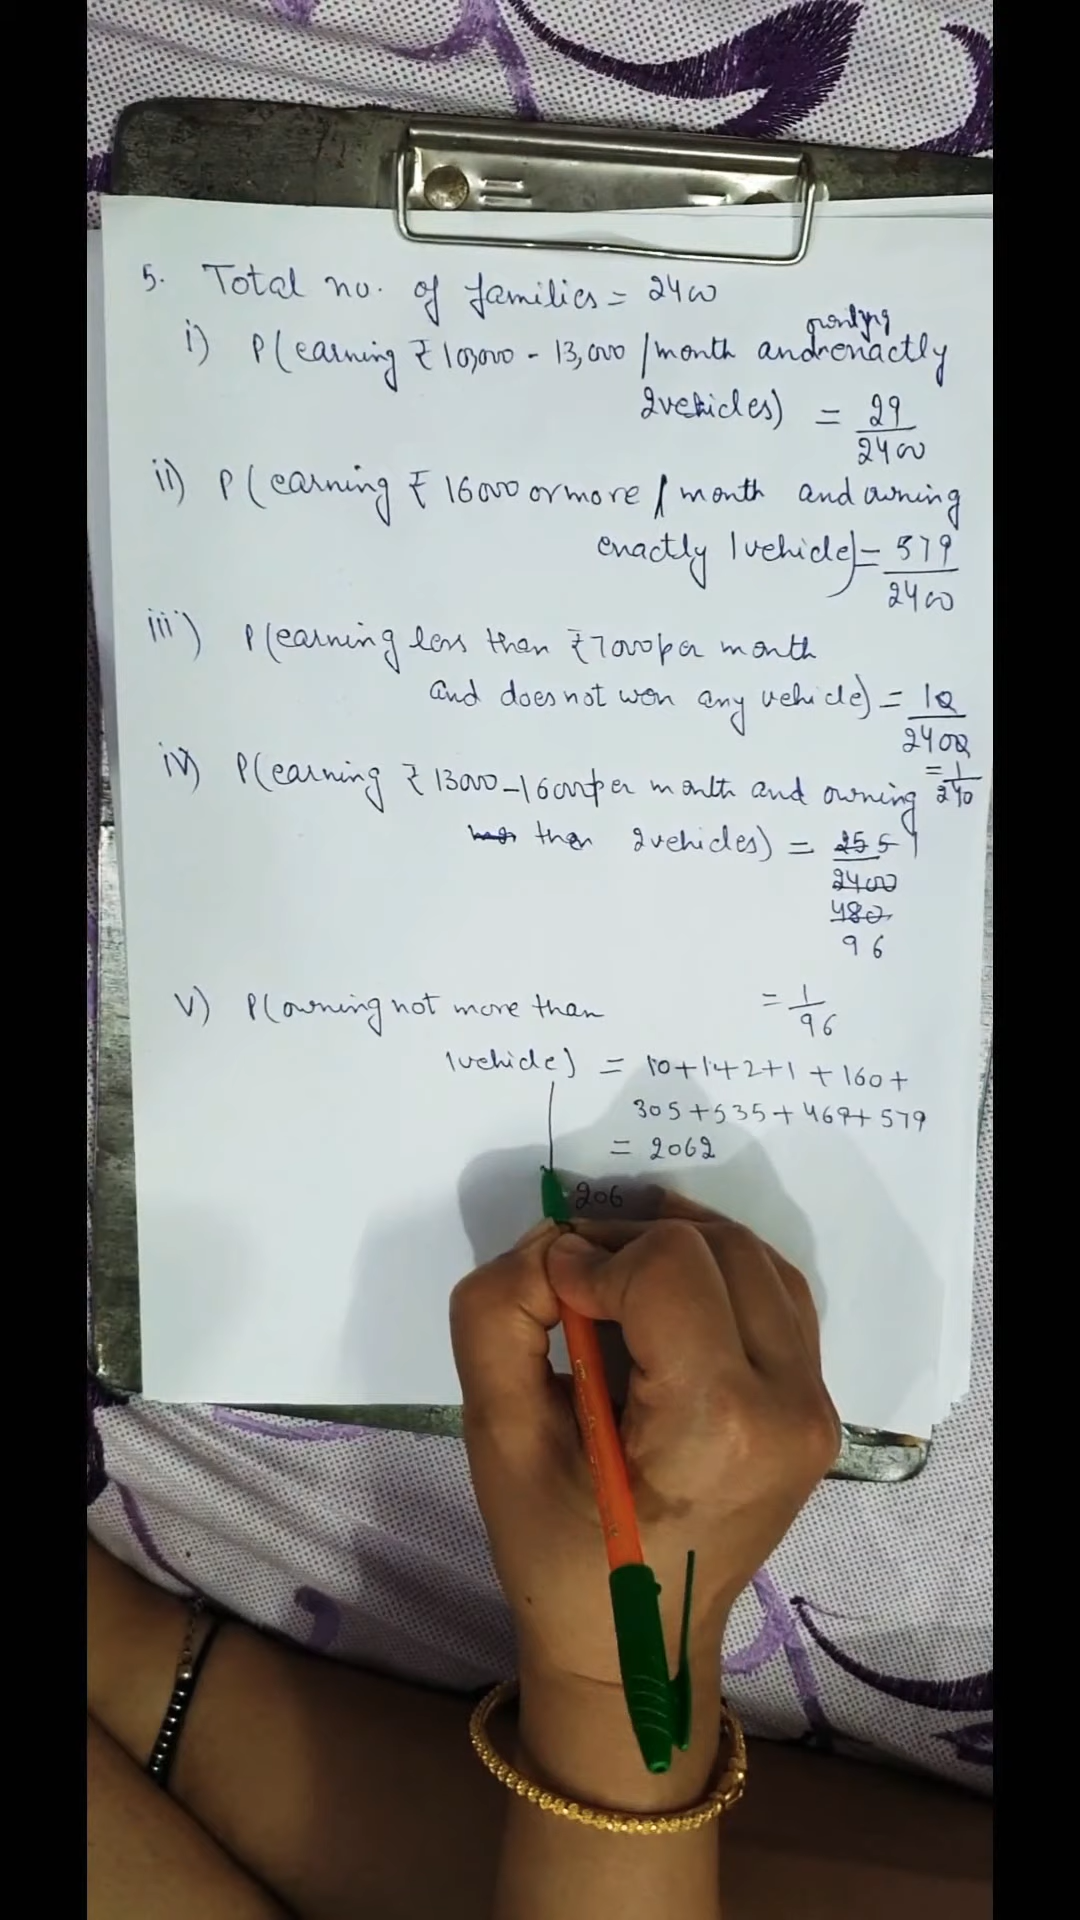 5. Total no. of families = 2400
owning
i) P(earning ₹10,000 - 13,000 /month and exactly
2vehicles) = 29/2400
ii) P(earning ₹16000 or more / month and owning
exactly 1vehicle) = 579/2400
iii) P(earning less than ₹7000 per month
and does not won any vehicle) = 10/2400
= 1/240
iv) P(earning ₹13000-16000 per month and owning
than 2vehicles) = 25 5 1
2400
480
96
= 1/96
v) P(owning not more than
1vehicle) = 10+1+2+1+160+
305+535+469+579
= 2062
206